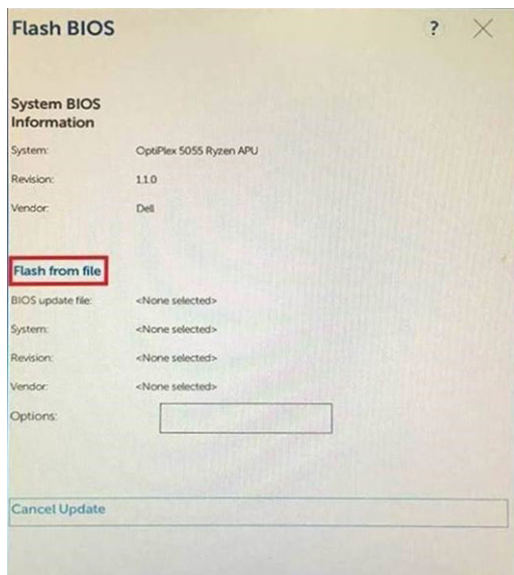 Flash BIOS ?
System BIOS
Information
System: OptiPlex 5055 Ryzen APU
Revision: 1.1.0
Vendor: Dell
Flash from file
BIOS update file: <None selected>
System: <None selected>
Revision: <None selected>
Vendor: <None selected>
Options:
Cancel Update